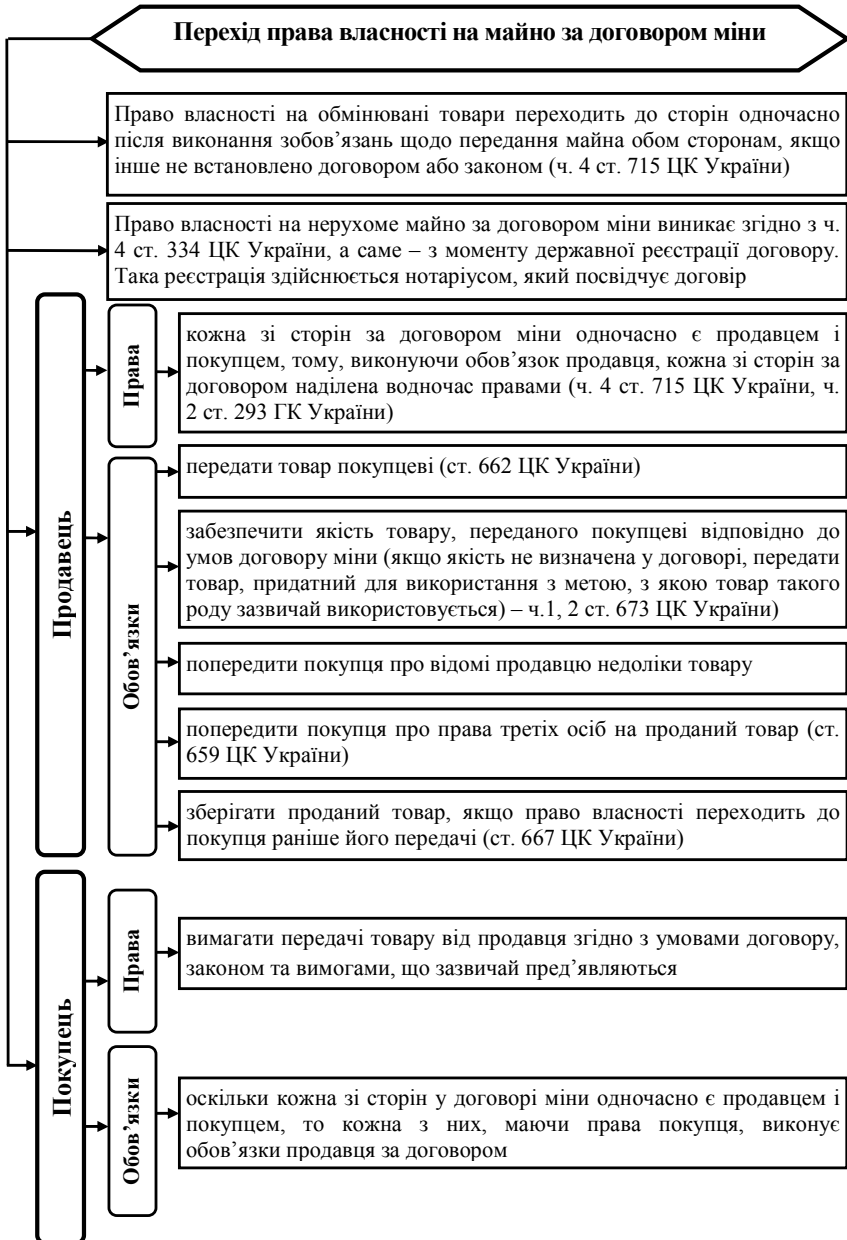 Перехід права власності на майно за договором міни
Право власності на обмінювані товари переходить до сторін одночасно
після виконання зобов’язань щодо передання майна обом сторонам, якщо
інше не встановлено договором або законом (ч. 4 ст. 715 ЦК України)
Право власності на нерухоме майно за договором міни виникає згідно з ч.
4 ст. 334 ЦК України, а саме – з моменту державної реєстрації договору.
Така реєстрація здійснюється нотаріусом, який посвідчує договір
Продавець
Права
кожна зі сторін за договором міни одночасно є продавцем і
покупцем, тому, виконуючи обов’язок продавця, кожна зі сторін за
договором наділена водночас правами (ч. 4 ст. 715 ЦК України, ч.
2 ст. 293 ГК України)
Обов’язки
передати товар покупцеві (ст. 662 ЦК України)
забезпечити якість товару, переданого покупцеві відповідно до
умов договору міни (якщо якість не визначена у договорі, передати
товар, придатний для використання з метою, з якою товар такого
роду зазвичай використовується) – ч.1, 2 ст. 673 ЦК України)
попередити покупця про відомі продавцю недоліки товару
попередити покупця про права третіх осіб на проданий товар (ст.
659 ЦК України)
зберігати проданий товар, якщо право власності переходить до
покупця раніше його передачі (ст. 667 ЦК України)
Покупець
Права
вимагати передачі товару від продавця згідно з умовами договору,
законом та вимогами, що зазвичай пред’являються
Обов’язки
оскільки кожна зі сторін у договорі міни одночасно є продавцем і
покупцем, то кожна з них, маючи права покупця, виконує
обов’язки продавця за договором